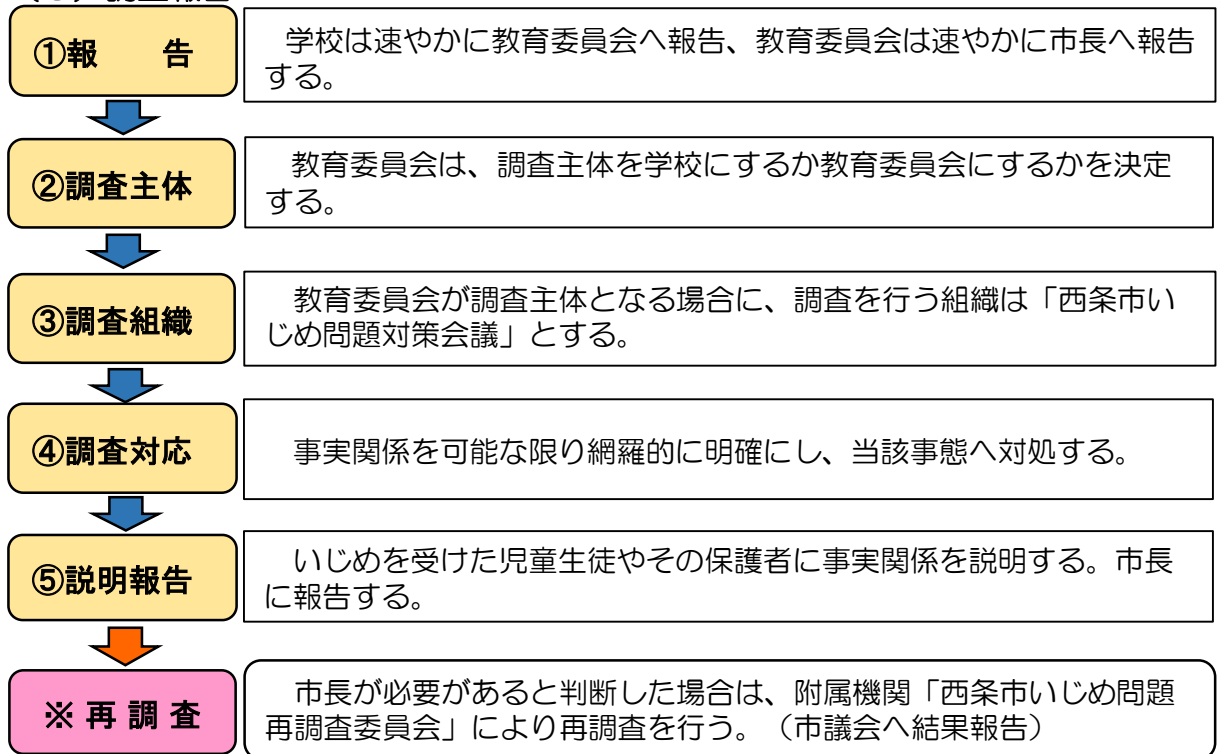 ①報　　告
学校は速やかに教育委員会へ報告、教育委員会は速やかに市長へ報告
する。
②調査主体
教育委員会は、調査主体を学校にするか教育委員会にするかを決定
する。
③調査組織
教育委員会が調査主体となる場合に、調査を行う組織は「西条市い
じめ問題対策会議」とする。
④調査対応
事実関係を可能な限り網羅的に明確にし、当該事態へ対処する。
⑤説明報告
いじめを受けた児童生徒やその保護者に事実関係を説明する。市長
に報告する。
※再調査
市長が必要があると判断した場合は、附属機関「西条市いじめ問題
再調査委員会」により再調査を行う。（市議会へ結果報告）